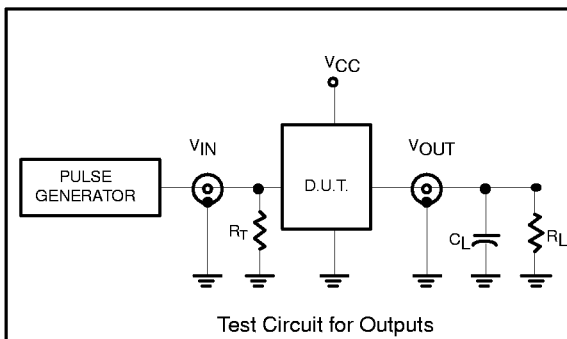 VCC
VIN
VOUT
PULSE
GENERATOR
D.U.T.
RT
CL
RL
Test Circuit for Outputs